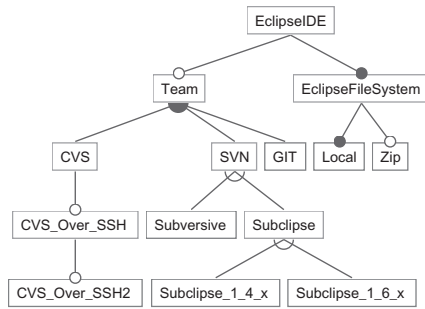 EclipseIDE
Team
EclipseFileSystem
CVS
SVN
GIT
Local
Zip
CVS_Over_SSH
Subversive
Subclipse
CVS_Over_SSH2
Subclipse_1_4_x
Subclipse_1_6_x